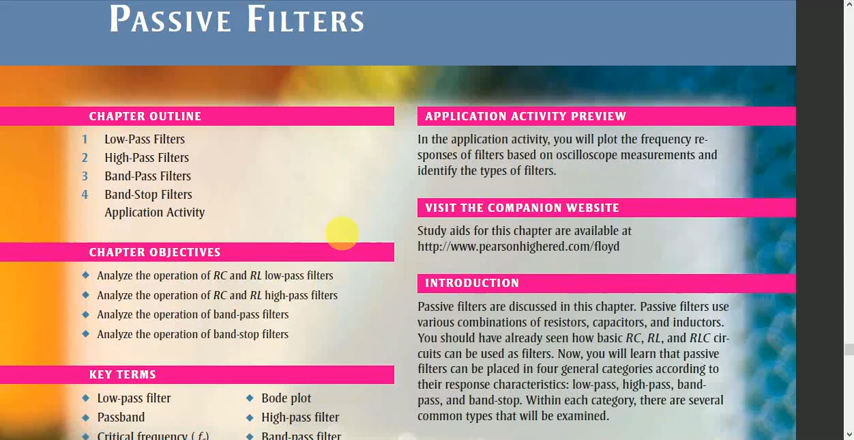 PASSIVE FILTERS
CHAPTER OUTLINE
1 Low-Pass Filters
2 High-Pass Filters
3 Band-Pass Filters
4 Band-Stop Filters
Application Activity
CHAPTER OBJECTIVES
◆ Analyze the operation of RC and RL low-pass filters
◆ Analyze the operation of RC and RL high-pass filters
◆ Analyze the operation of band-pass filters
◆ Analyze the operation of band-stop filters
KEY TERMS
◆ Low-pass filter
◆ Passband
◆ Critical frequency (fc)
◆ Bode plot
◆ High-pass filter
◆ Band-pass filter
APPLICATION ACTIVITY PREVIEW
In the application activity, you will plot the frequency re-
sponses of filters based on oscilloscope measurements and
identify the types of filters.
VISIT THE COMPANION WEBSITE
Study aids for this chapter are available at
http://www.pearsonhighered.com/floyd
INTRODUCTION
Passive filters are discussed in this chapter. Passive filters use
various combinations of resistors, capacitors, and inductors.
You should have already seen how basic RC, RL, and RLC cir-
cuits can be used as filters. Now, you will learn that passive
filters can be placed in four general categories according to
their response characteristics: low-pass, high-pass, band-
pass, and band-stop. Within each category, there are several
common types that will be examined.